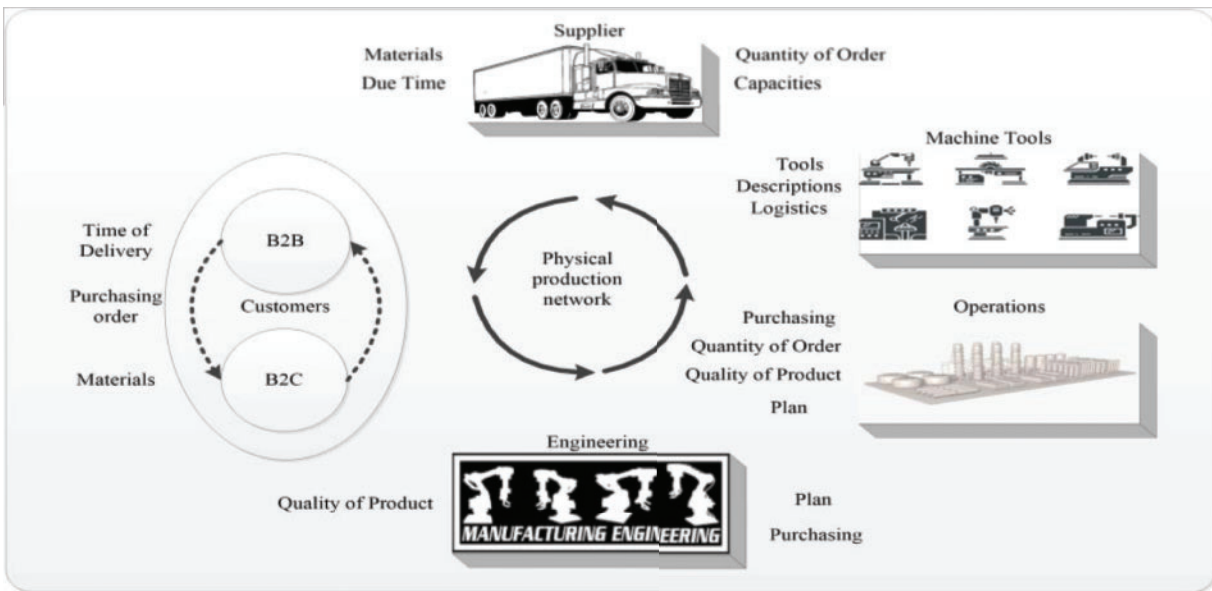 Supplier
Materials
Due Time
Quantity of Order
Capacities
Machine Tools
Tools
Descriptions
Logistics
Time of
Delivery
Purchasing
order
Materials
B2B
Customers
B2C
Physical
production
network
Operations
Purchasing
Quantity of Order
Quality of Product
Plan
Engineering
Quality of Product
MANUFACTURING ENGINEERING
Plan
Purchasing